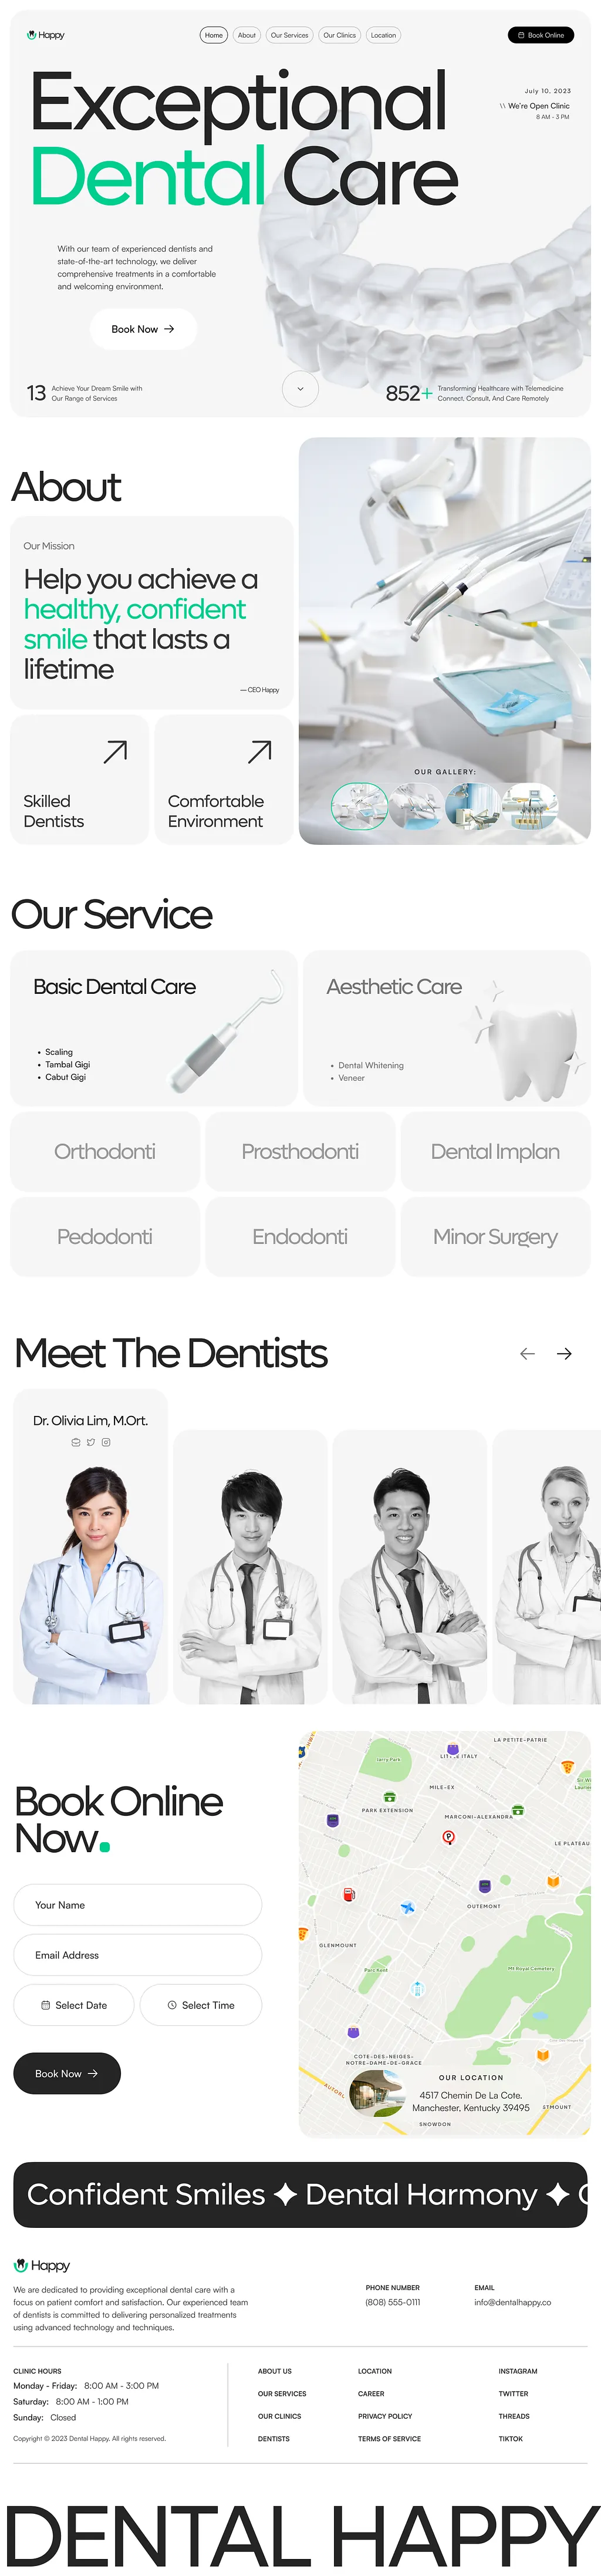 Happy
Home
About
Our Services
Our Clinics
Location
Book Online
Exceptional
Dental Care
July 10, 2023
\\ We're Open Clinic
8 AM - 3 PM
With our team of experienced dentists and
state-of-the-art technology, we deliver
comprehensive treatments in a comfortable
and welcoming environment.
Book Now →
13
Achieve Your Dream Smile with
Our Range of Services
852+
Transforming Healthcare with Telemedicine
Connect, Consult, And Care Remotely
About
Our Mission
Help you achieve a
healthy, confident
smile that lasts a
lifetime
— CEO Happy
Skilled
Dentists
Comfortable
Environment
OUR GALLERY:
Our Service
Basic Dental Care
• Scaling
• Tambal Gigi
• Cabut Gigi
Aesthetic Care
• Dental Whitening
• Veneer
Orthodonti
Prosthodonti
Dental Implan
Pedodonti
Endodonti
Minor Surgery
Meet The Dentists
Dr. Olivia Lim, M.Ort.
Book Online
Now.
Your Name
Email Address
Select Date
Select Time
Book Now →
LA PETITE-PATRIE
Jarry Park
ITALY
MILE-EX
PARK EXTENSION
MARCONI-ALEXANDRA
LE PLATEAU
OUTEMONT
GLENMOUNT
Parc Kent
Mt Royal Cemetery
COTE-DES-NEIGES-
NOTRE-DAME-DE-GRACE
OUR LOCATION
4517 Chemin De La Cote,
Manchester, Kentucky 39495
STMOUNT
SNOWDON
Confident Smiles ✦ Dental Harmony ✦
Happy
We are dedicated to providing exceptional dental care with a
focus on patient comfort and satisfaction. Our experienced team
of dentists is committed to delivering personalized treatments
using advanced technology and techniques.
PHONE NUMBER
(808) 555-0111
EMAIL
info@dentalhappy.co
CLINIC HOURS
Monday - Friday: 8:00 AM - 3:00 PM
Saturday: 8:00 AM - 1:00 PM
Sunday: Closed
Copyright © 2023 Dental Happy. All rights reserved.
ABOUT US
OUR SERVICES
OUR CLINICS
DENTISTS
LOCATION
CAREER
PRIVACY POLICY
TERMS OF SERVICE
INSTAGRAM
TWITTER
THREADS
TIKTOK
DENTAL HAPPY